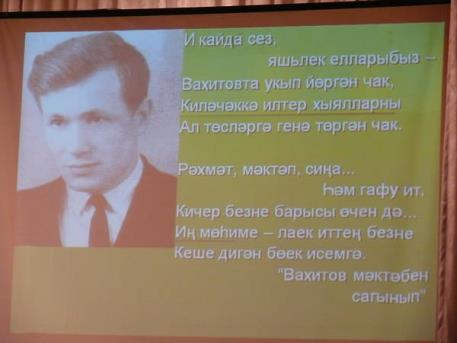 И кайда сез,
яшьлек елларыбыз –
Вахитовта укып йөргән чак,
Киләчәккә илтер хыялларны
Ал төсләргә генә төргән чак.
Рәхмәт, мәктәп, сиңа...
Һәм гафу ит,
Кичер безне барысы өчен дә...
Иң мөһиме – лаек иттең безне
Кеше дигән бөек исемгә.
"Вахитов мәктәбен
сагынып"